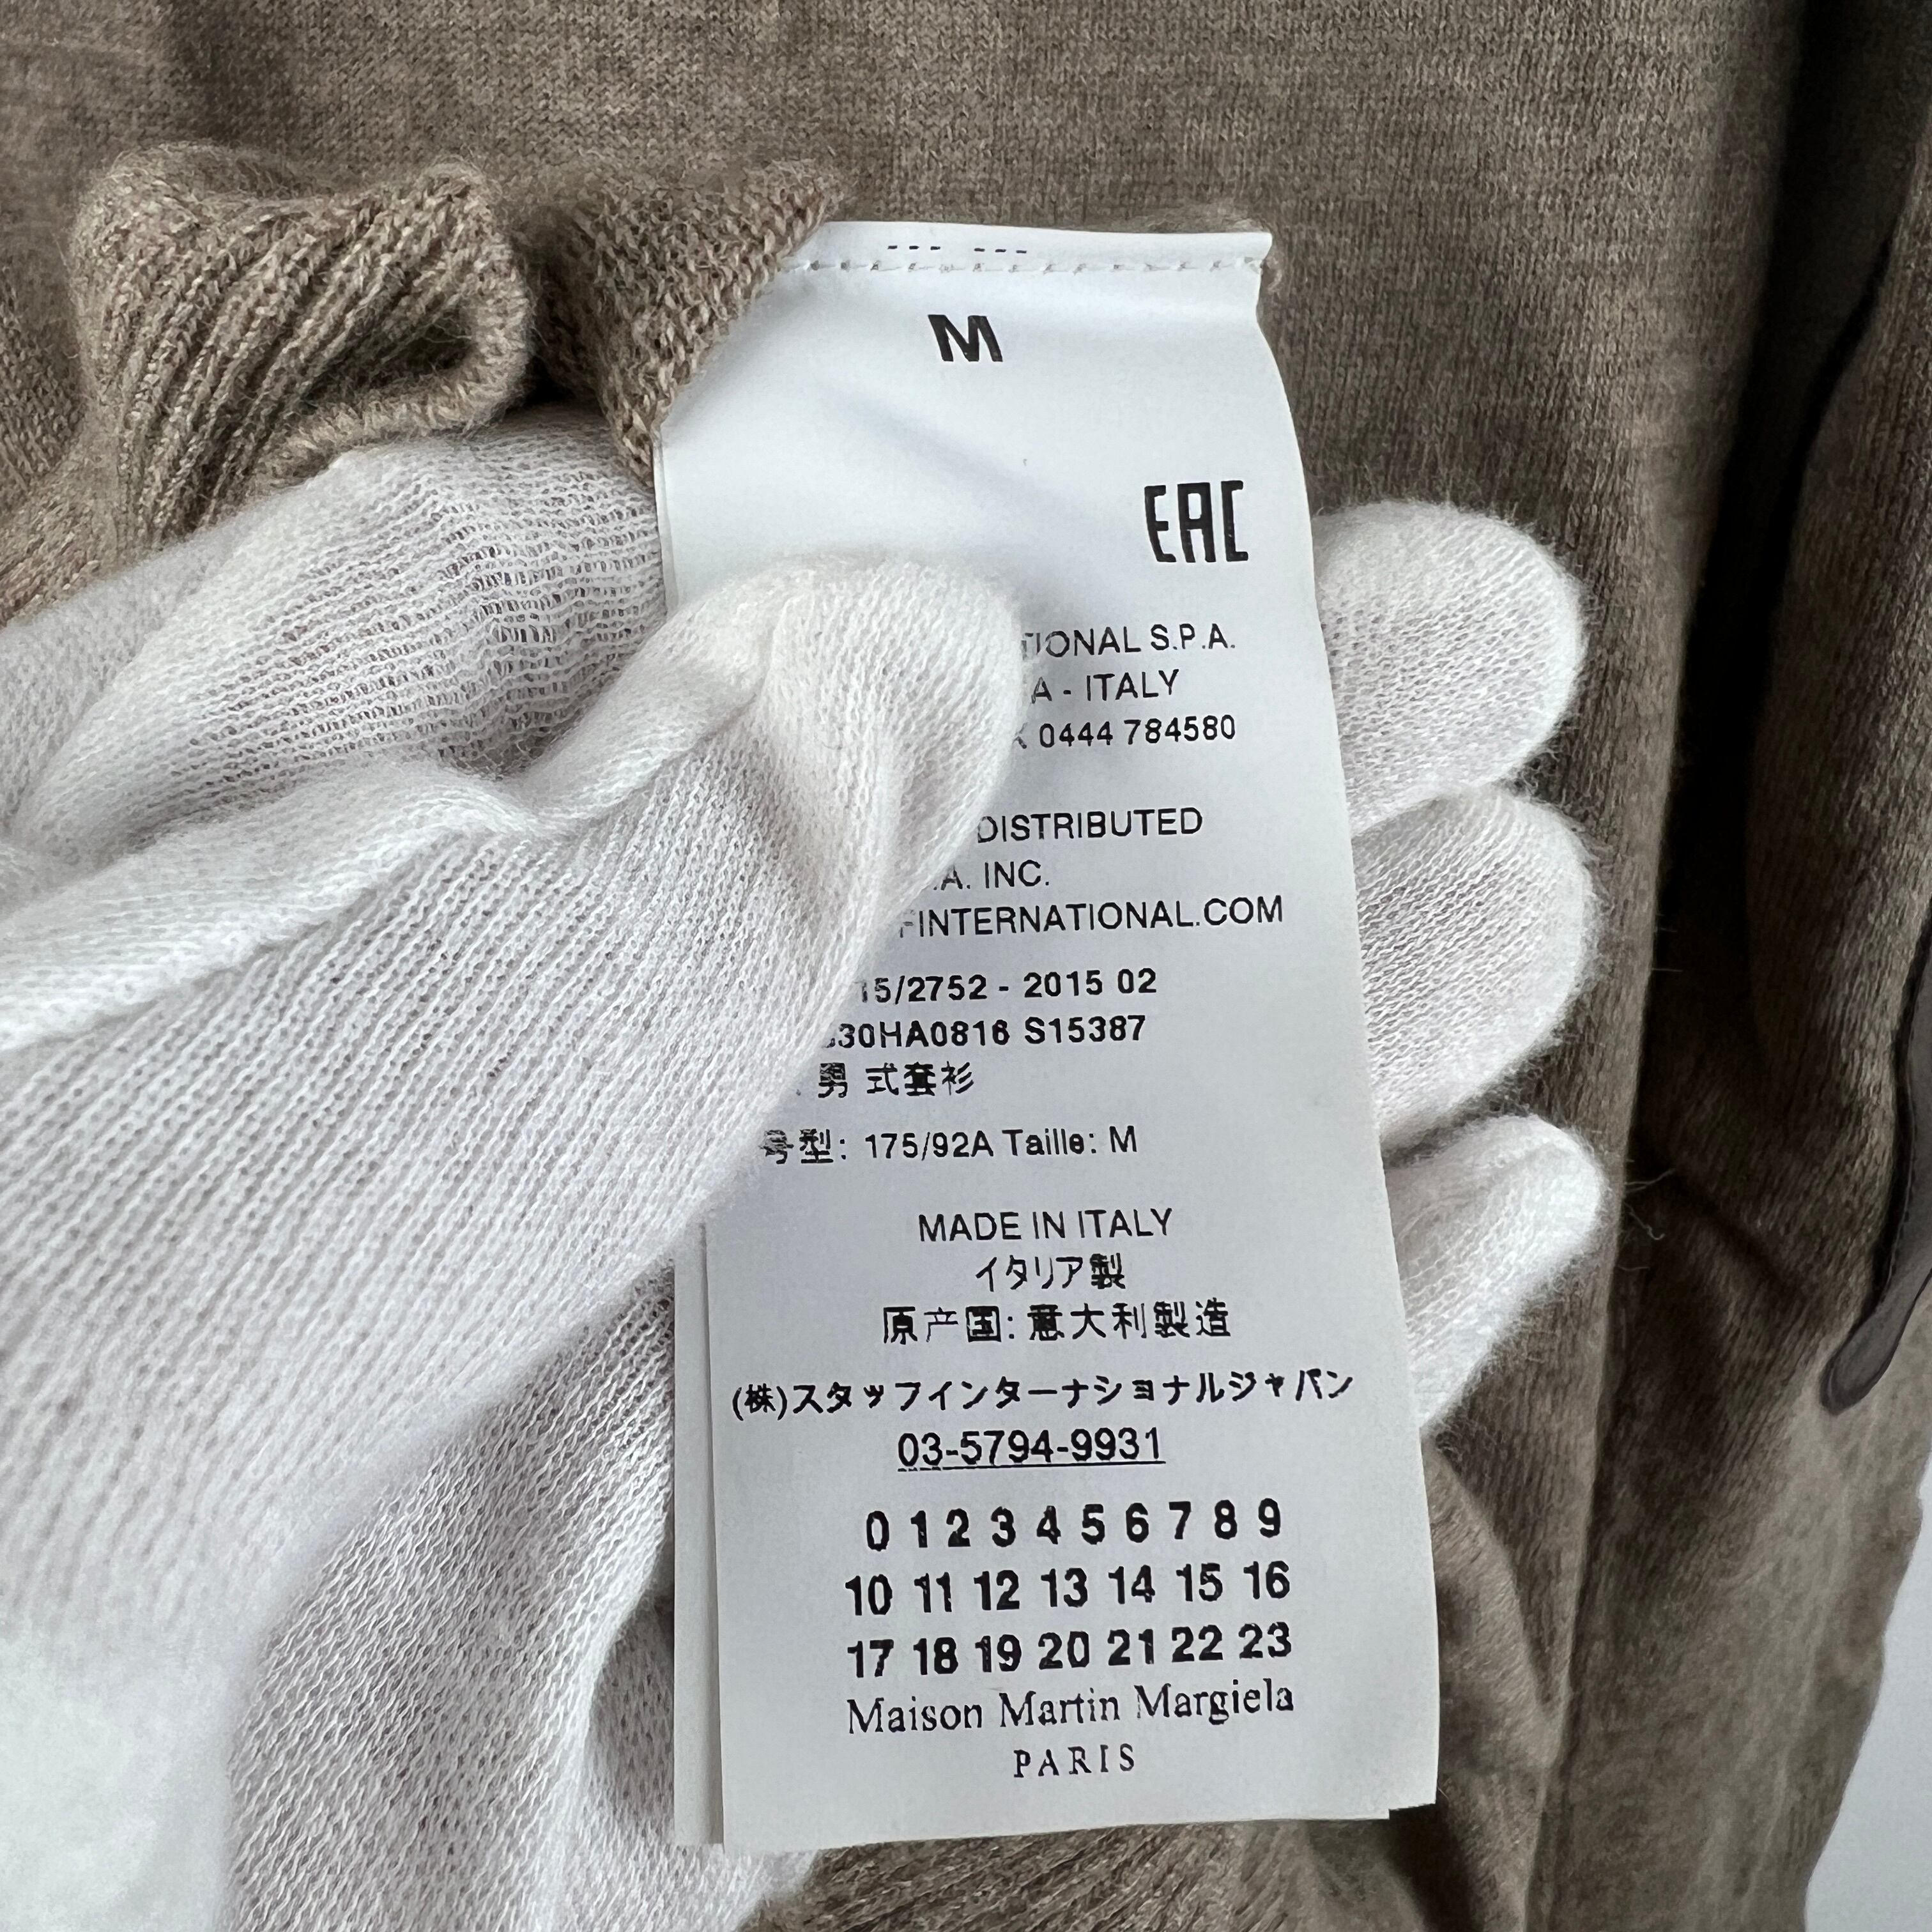 M
EAC
S.P.A.
- ITALY
0444 784580
DISTRIBUTED
INC.
15/2752 - 2015 02
S15387
男 式套衫
号型: 175/92A Taille: M
MADE IN ITALY
イタリア製
原产国: 意大利製造
(株)スタッフインターナショナルジャパン
03-5794-9931
0 1 2 3 4 5 6 7 8 9
10 11 12 13 14 15 16
17 18 19 20 21 22 23
Maison Martin Margiela
PARIS